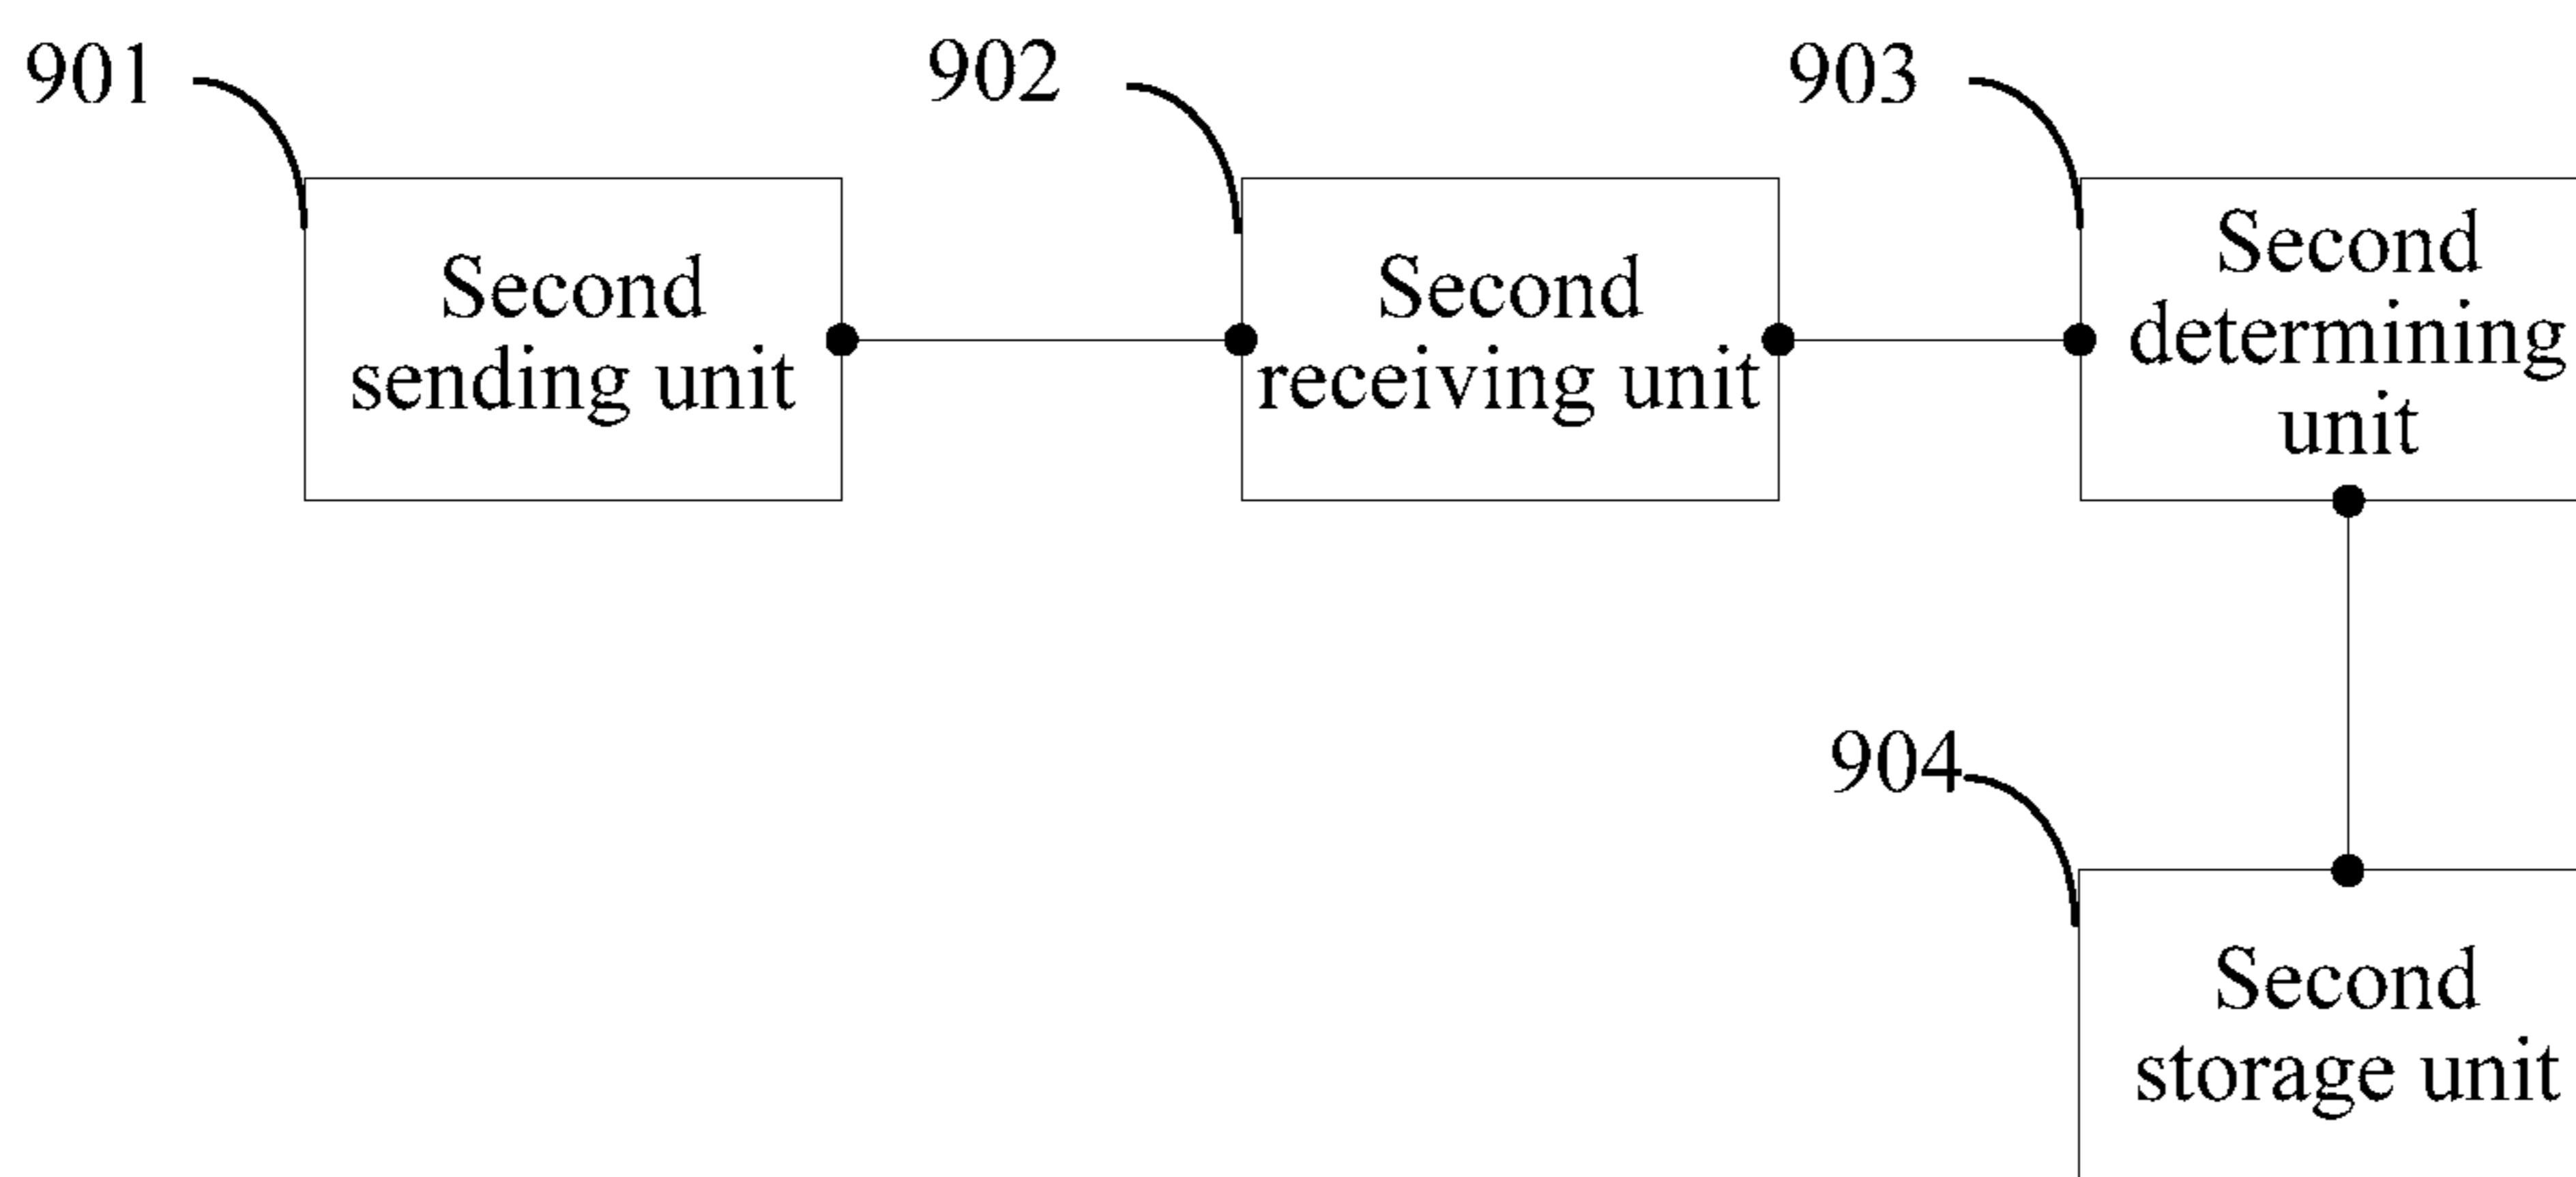 901
902
903
Second
sending unit
Second
receiving unit
Second
determining
unit
904
Second
storage unit